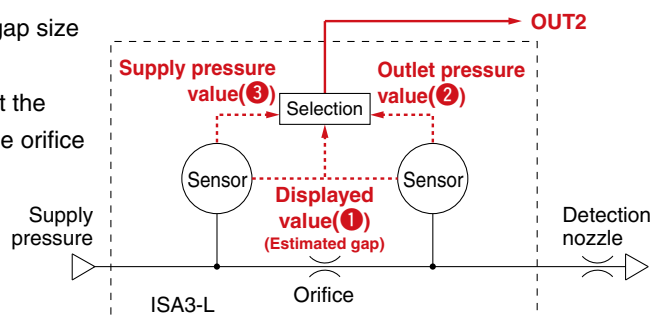 gap size
t the
e orifice
OUT2
Supply pressure
value(❸)
Outlet pressure
value(❷)
Selection
Sensor
Sensor
Displayed
value(❶)
(Estimated gap)
Supply
pressure
Detection
nozzle
Orifice
ISA3-L